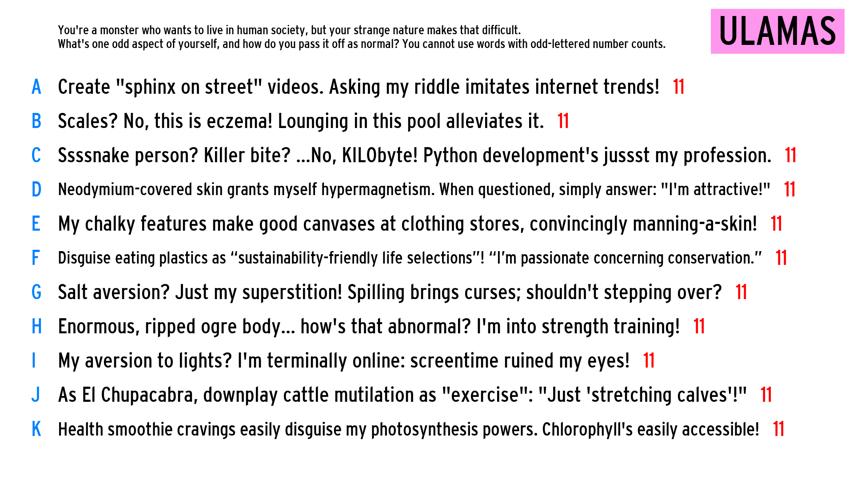 You're a monster who wants to live in human society, but your strange nature makes that difficult.
What's one odd aspect of yourself, and how do you pass it off as normal? You cannot use words with odd-lettered number counts.
ULAMAS
A Create "sphinx on street" videos. Asking my riddle imitates internet trends! 11
B Scales? No, this is eczema! Lounging in this pool alleviates it. 11
C Ssssnake person? Killer bite? ...No, KILObyte! Python development's jussst my profession. 11
D Neodymium-covered skin grants myself hypermagnetism. When questioned, simply answer: "I'm attractive!" 11
E My chalky features make good canvases at clothing stores, convincingly manning-a-skin! 11
F Disguise eating plastics as “sustainability-friendly life selections”! “I’m passionate concerning conservation.” 11
G Salt aversion? Just my superstition! Spilling brings curses; shouldn't stepping over? 11
H Enormous, ripped ogre body... how's that abnormal? I'm into strength training! 11
I My aversion to lights? I'm terminally online: screentime ruined my eyes! 11
J As El Chupacabra, downplay cattle mutilation as "exercise": "Just 'stretching calves'!" 11
K Health smoothie cravings easily disguise my photosynthesis powers. Chlorophyll's easily accessible! 11